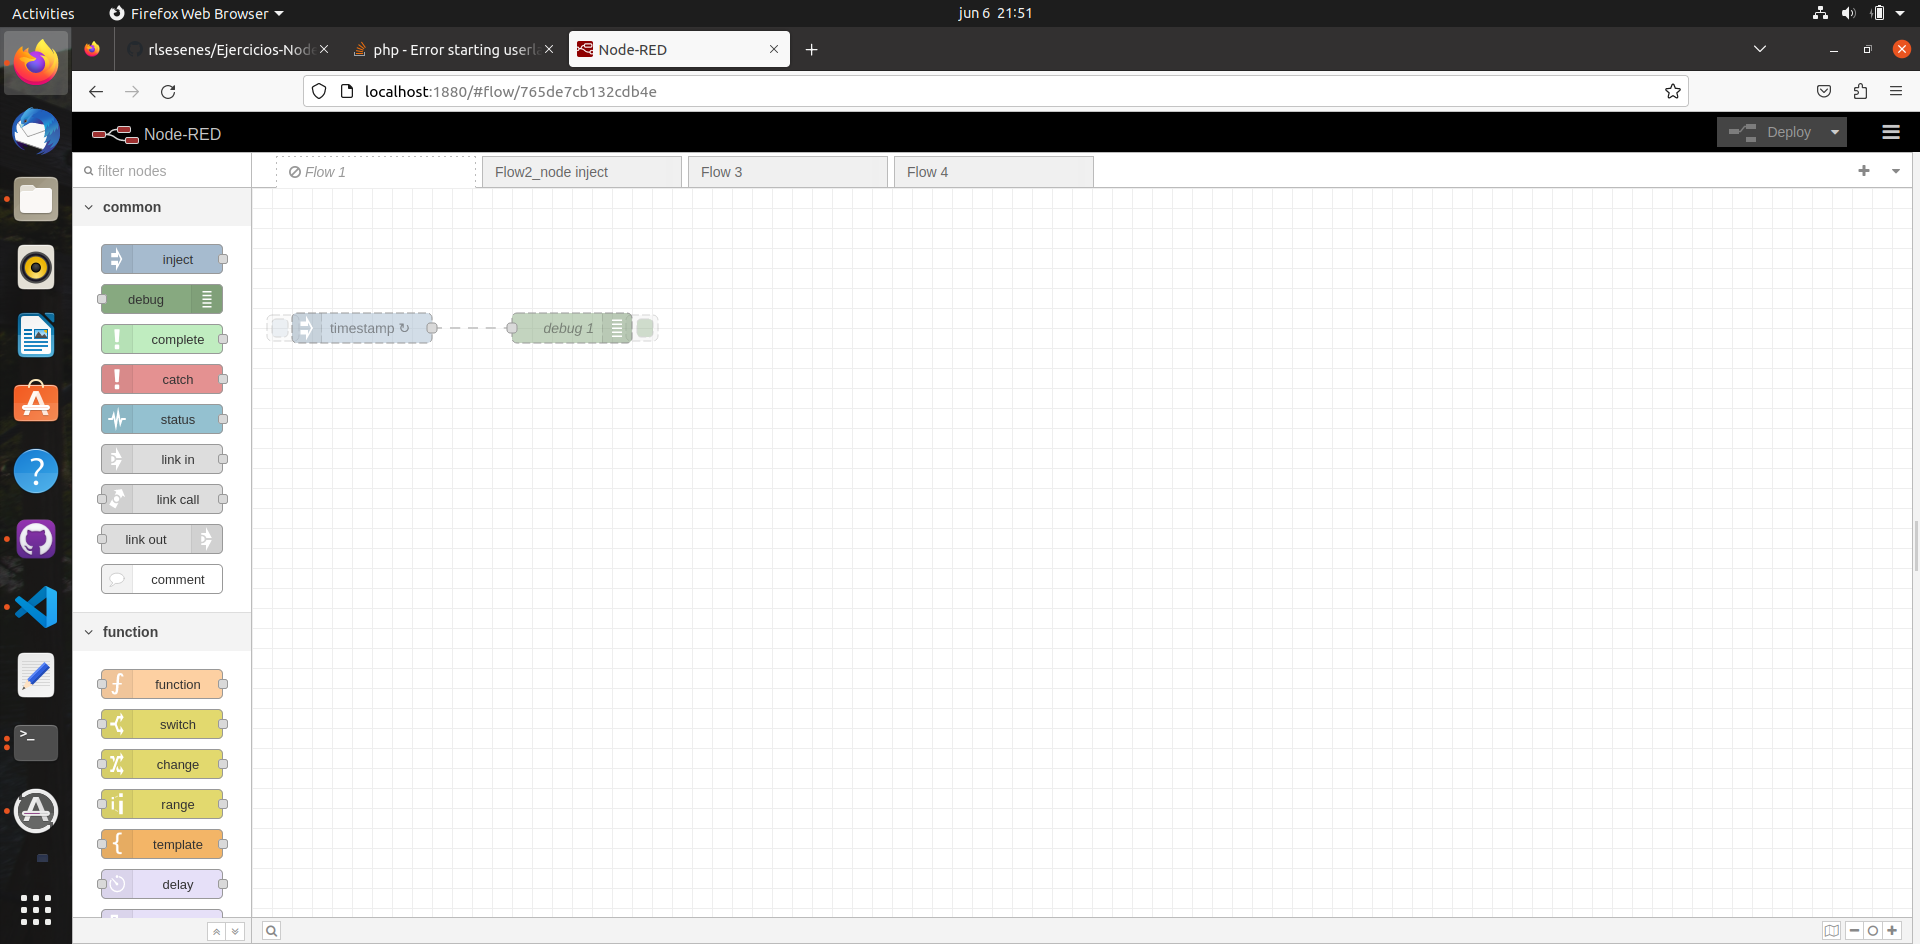 Activities
Firefox Web Browser
jun 6 21:51
rlsesenes/Ejercicios-Nod
php - Error starting userla
Node-RED
localhost:1880/#flow/765de7cb132cdb4e
Node-RED
Deploy
filter nodes
Flow 1
Flow2_node inject
Flow 3
Flow 4
common
inject
debug
complete
catch
status
link in
link call
link out
comment
timestamp ↻
debug 1
function
function
switch
change
range
template
delay